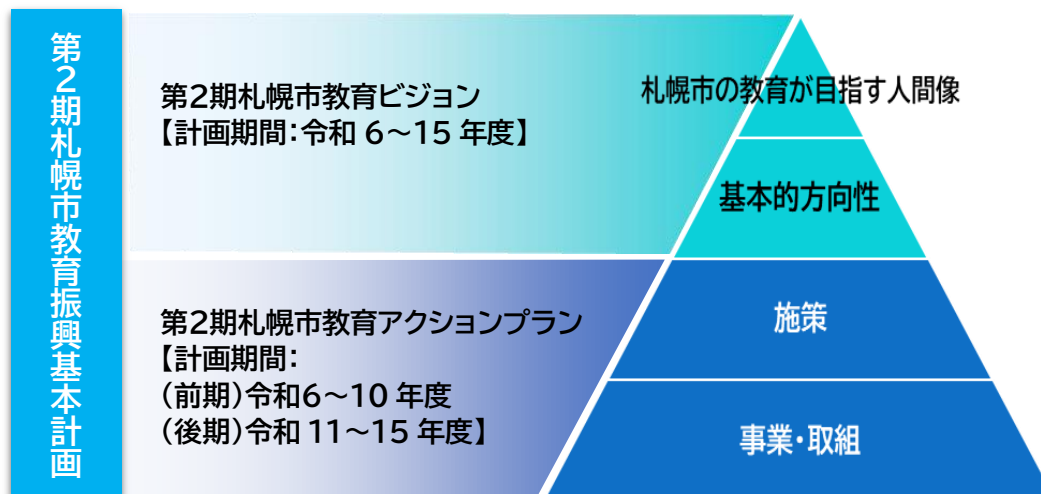 第2期札幌市教育振興基本計画
第2期札幌市教育ビジョン
【計画期間：令和 6～15 年度】
札幌市の教育が目指す人間像
基本的方向性
第2期札幌市教育アクションプラン
【計画期間：
（前期）令和6～10 年度
（後期）令和 11～15 年度】
施策
事業・取組